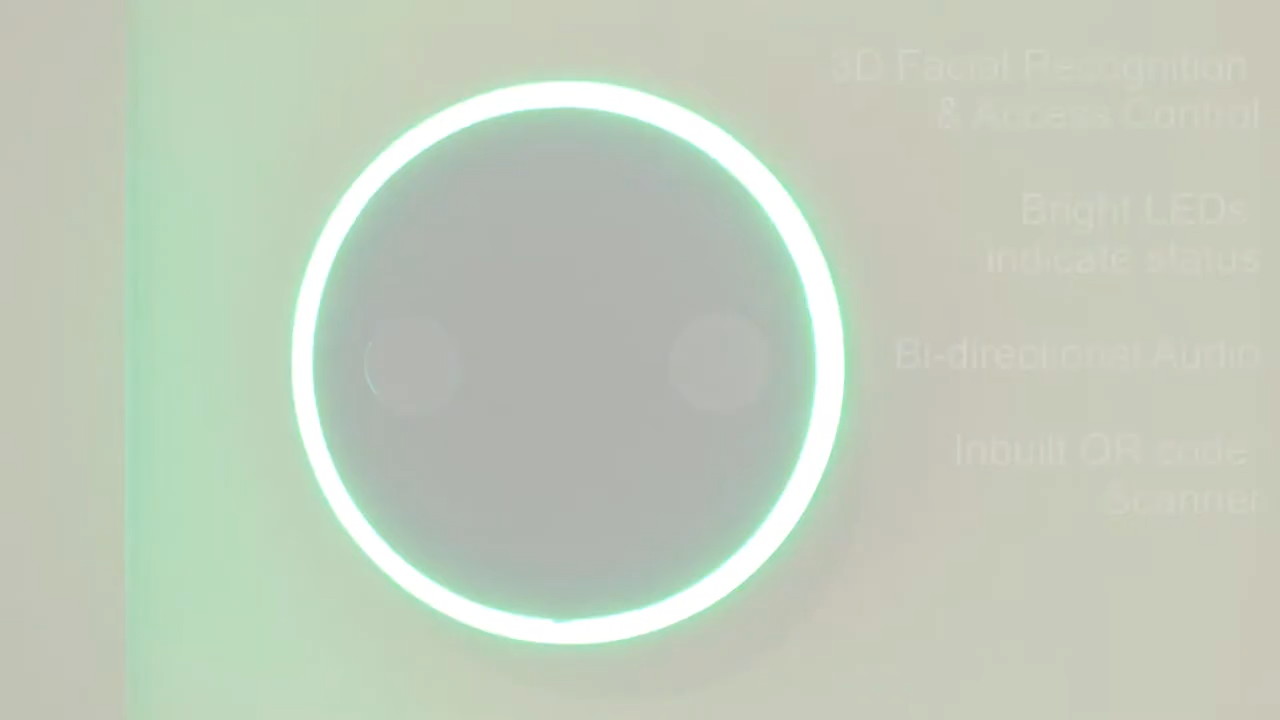 3D Facial Recognition
& Access Control
Bright LEDs
indicate status
Bi-directional Audio
Inbuilt QR code
Scanner